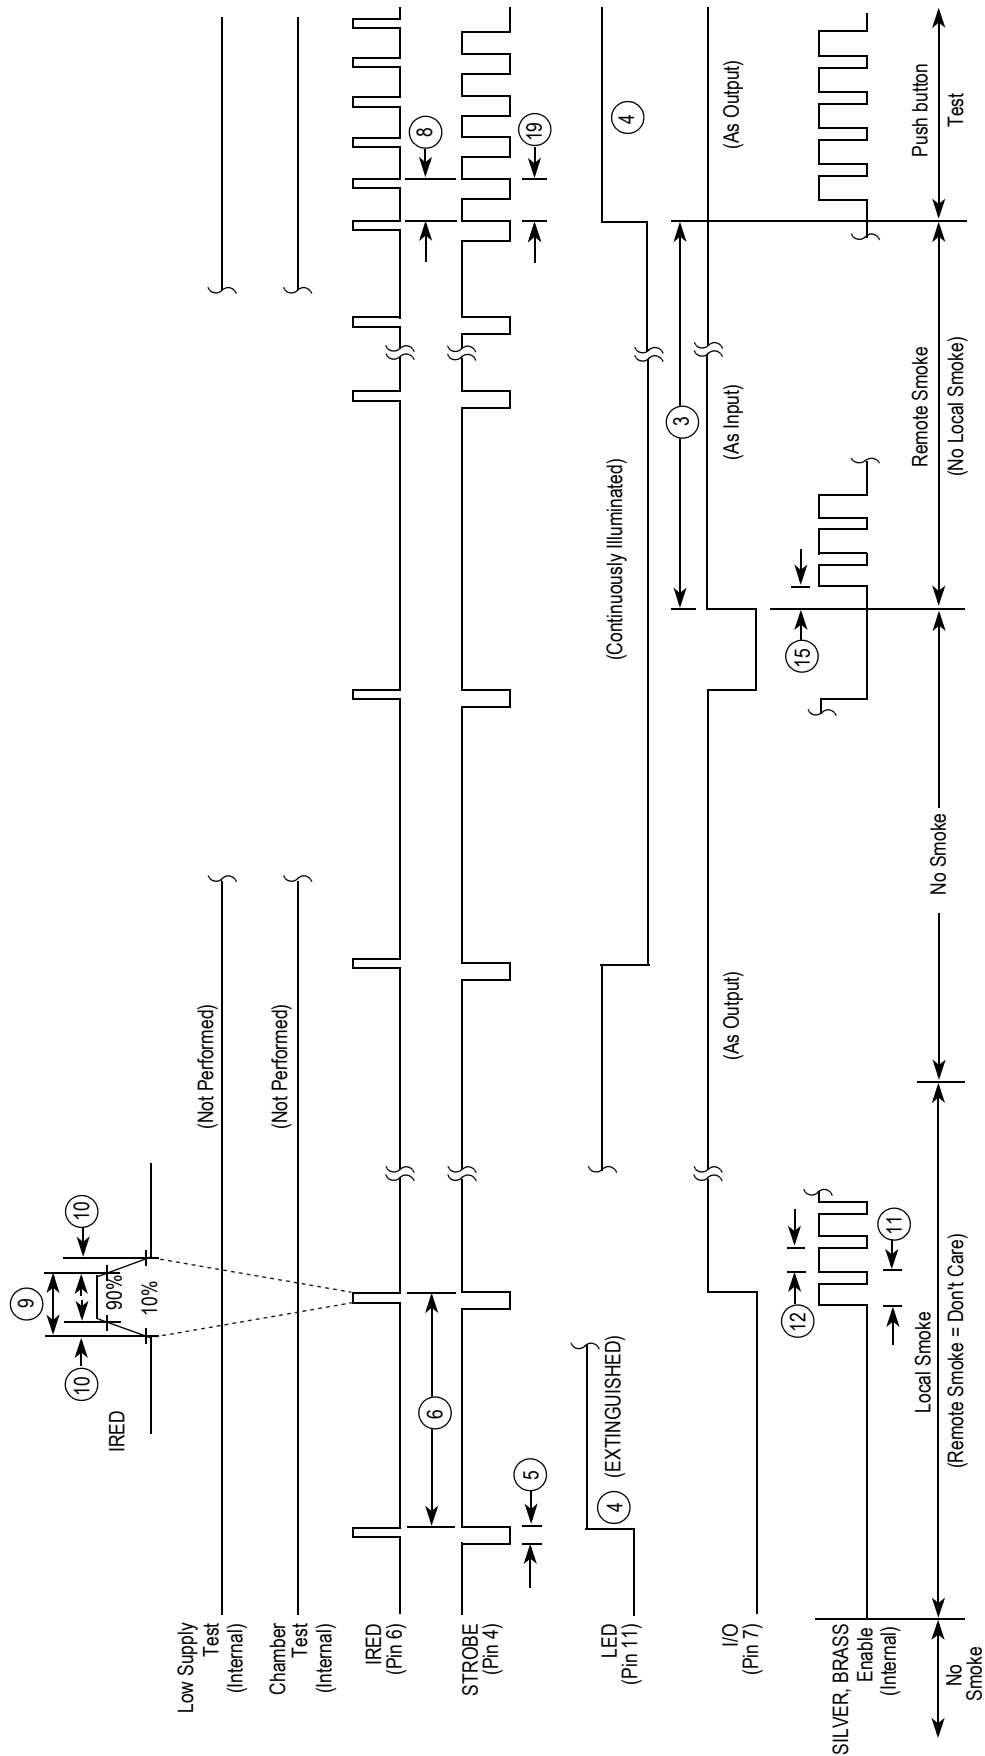 IRED
10
9
10
90%
10%
Low Supply
Test
(Internal)
(Not Performed)
Chamber
Test
(Internal)
(Not Performed)
IRED
(Pin 6)
6
8
STROBE
(Pin 4)
5
19
LED
(Pin 11)
4
(EXTINGUISHED)
(Continuously Illuminated)
4
3
I/O
(Pin 7)
(As Output)
(As Input)
(As Output)
SILVER, BRASS
Enable
(Internal)
12
11
15
No
Smoke
Local Smoke
(Remote Smoke = Don't Care)
No Smoke
Remote Smoke
(No Local Smoke)
Push button
Test